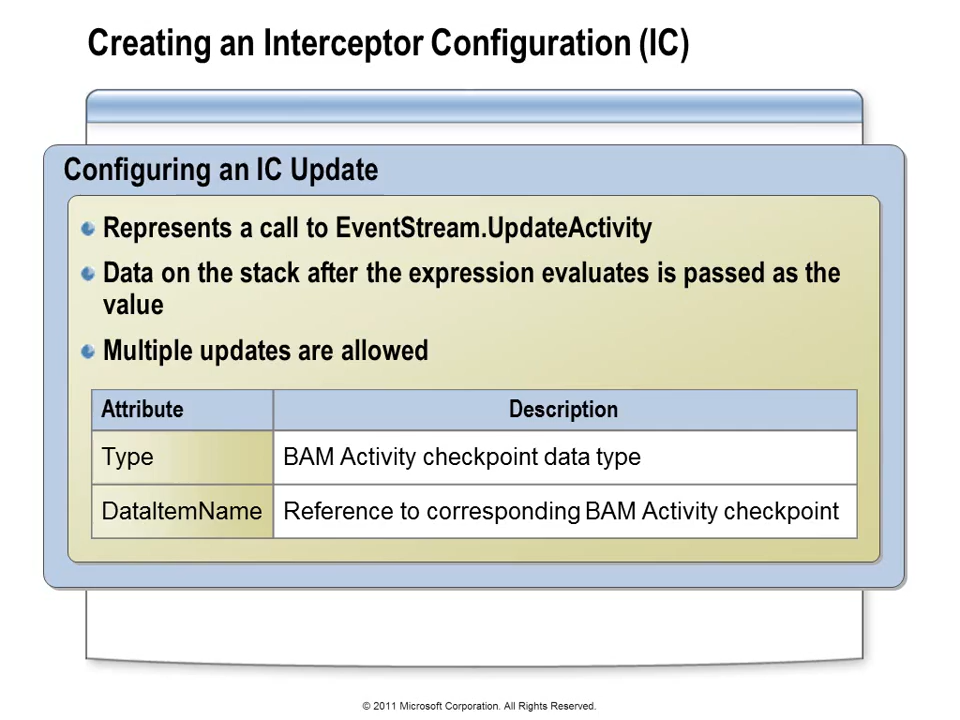 Creating an Interceptor Configuration (IC)
Configuring an IC Update
Represents a call to EventStream.UpdateActivity
Data on the stack after the expression evaluates is passed as the
value
Multiple updates are allowed
Attribute Description
Type BAM Activity checkpoint data type
DataItemName Reference to corresponding BAM Activity checkpoint
© 2011 Microsoft Corporation. All Rights Reserved.